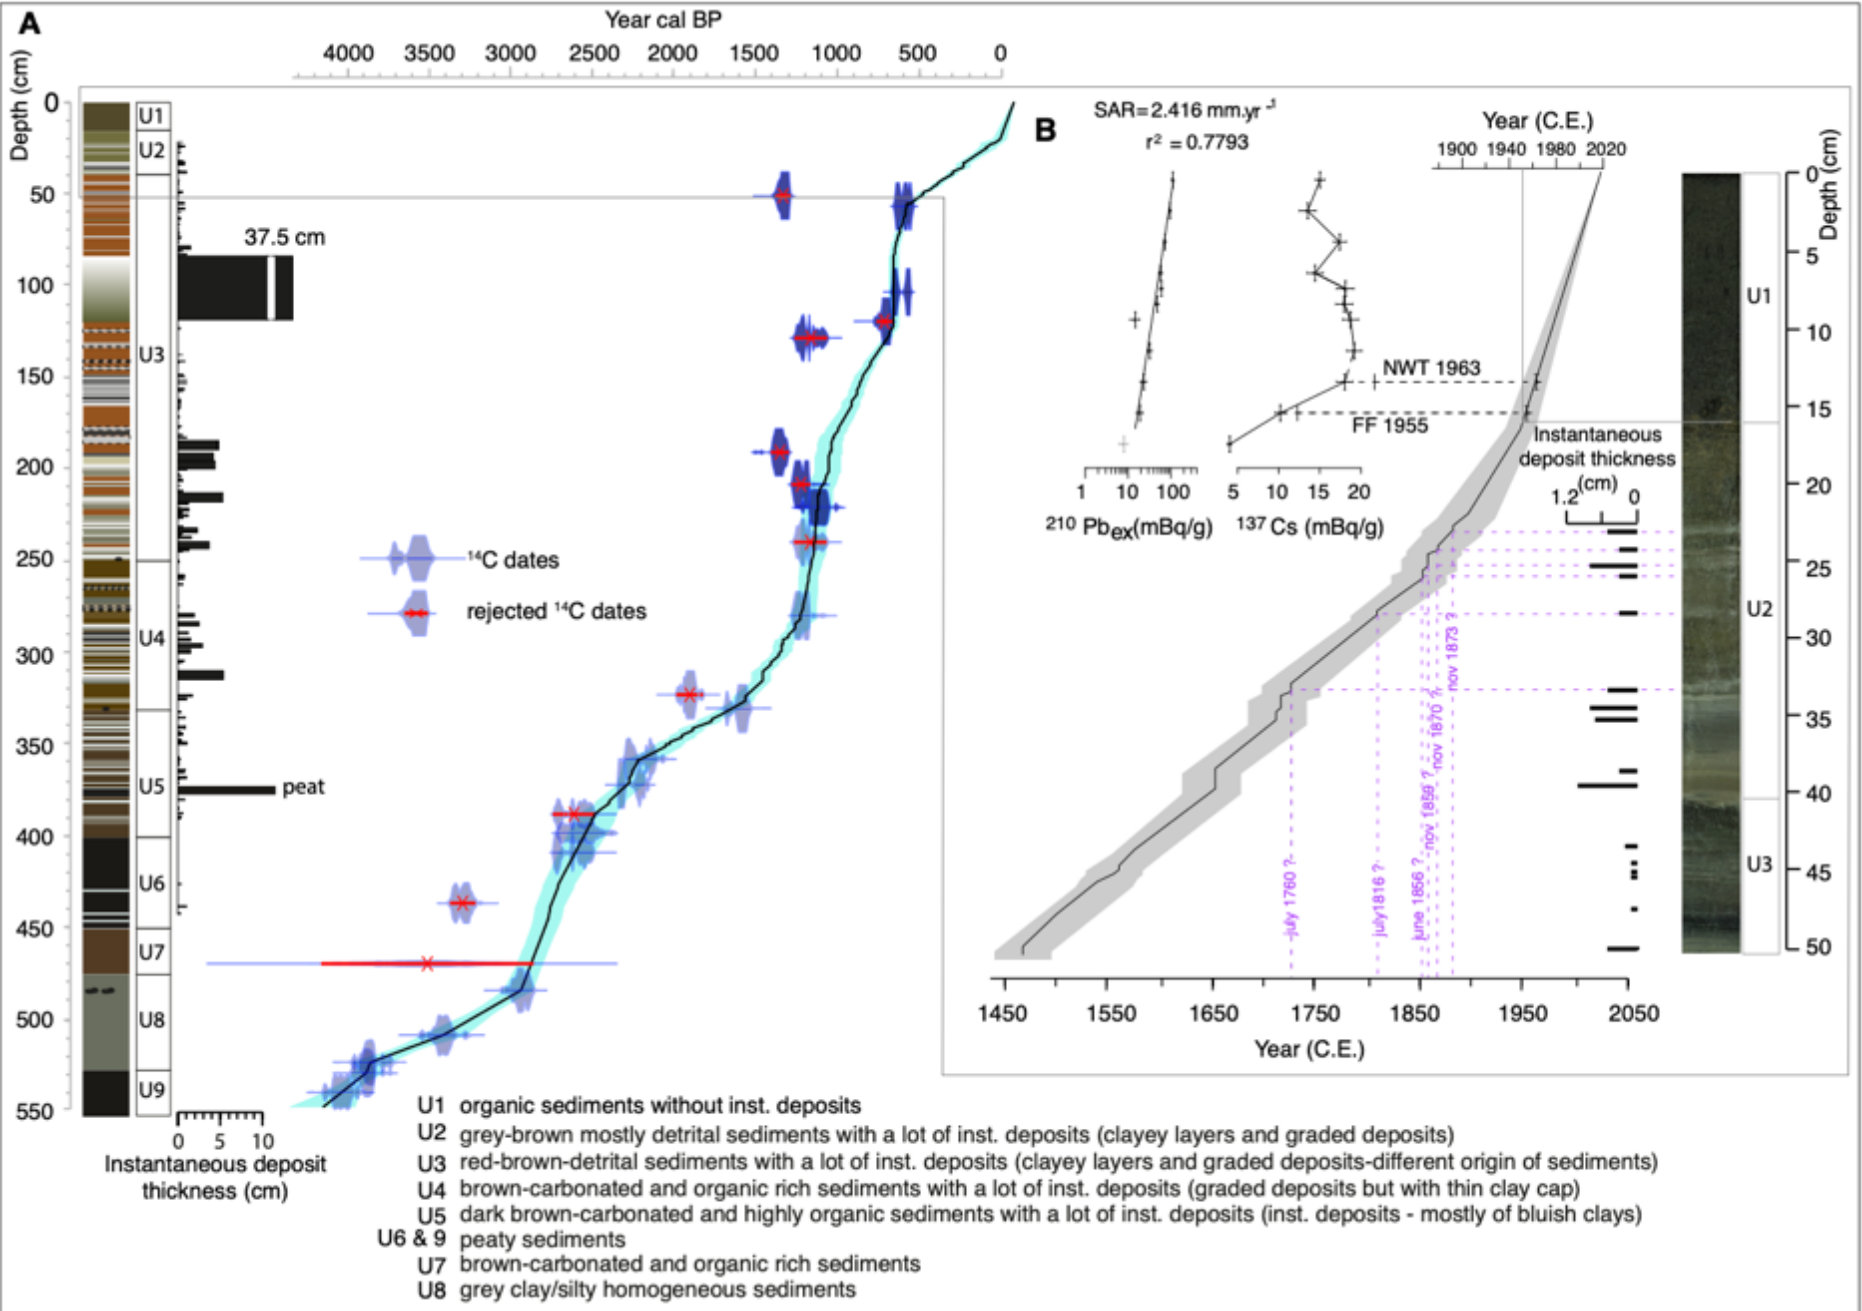 A
Year cal BP
4000 3500 3000 2500 2000 1500 1000 500 0
Depth (cm)
0
50
100
150
200
250
300
350
400
450
500
550
U1
U2
U3
U4
U5
U6
U7
U8
U9
37.5 cm
peat
14C dates
rejected 14C dates
0 5 10
Instantaneous deposit
thickness (cm)
B
SAR=2.416 mm.yr-1
r2 = 0.7793
Year (C.E.)
1900 1940 1980 2020
Depth (cm)
0
5
10
15
20
25
30
35
40
45
50
U1
U2
U3
NWT 1963
FF 1955
1 10 100
210 Pbex(mBq/g)
5 10 15 20
137 Cs (mBq/g)
Instantaneous
deposit thickness
(cm)
1.2 0
july 1760 ?
july1816 ?
june 1856 ?
nov 1859 ?
nov 1870 ?
nov 1873 ?
1450 1550 1650 1750 1850 1950 2050
Year (C.E.)
U1 organic sediments without inst. deposits
U2 grey-brown mostly detrital sediments with a lot of inst. deposits (clayey layers and graded deposits)
U3 red-brown-detrital sediments with a lot of inst. deposits (clayey layers and graded deposits-different origin of sediments)
U4 brown-carbonated and organic rich sediments with a lot of inst. deposits (graded deposits but with thin clay cap)
U5 dark brown-carbonated and highly organic sediments with a lot of inst. deposits (inst. deposits - mostly of bluish clays)
U6 & 9 peaty sediments
U7 brown-carbonated and organic rich sediments
U8 grey clay/silty homogeneous sediments